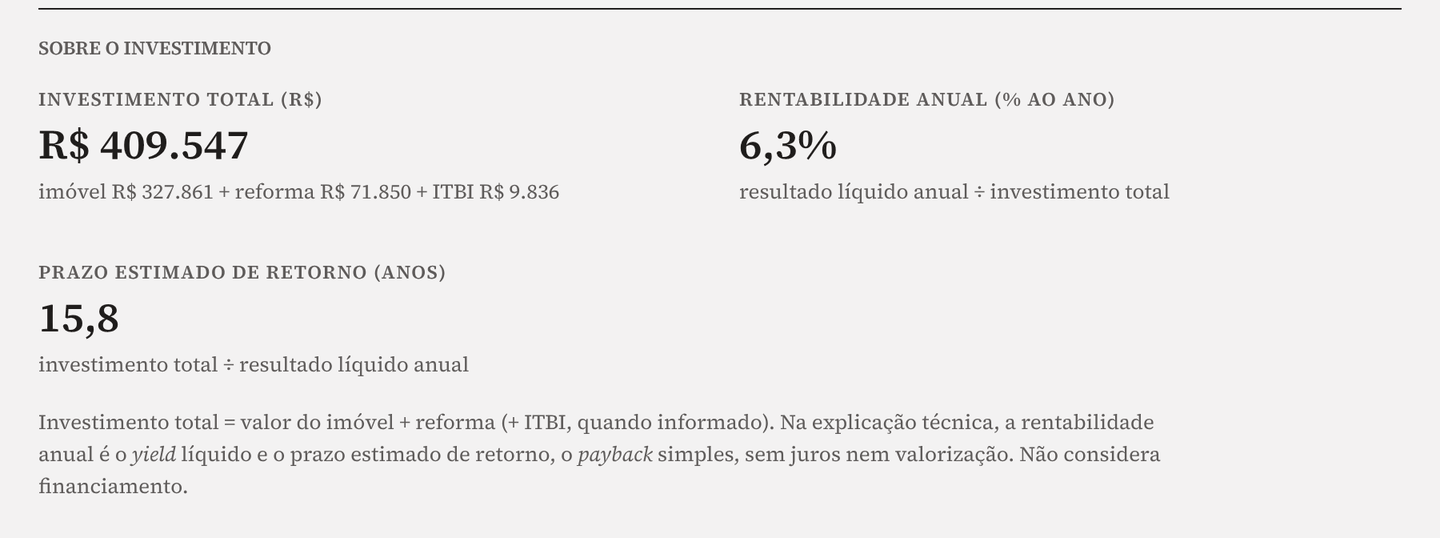 SOBRE O INVESTIMENTO
INVESTIMENTO TOTAL (R$)
R$ 409.547
imóvel R$ 327.861 + reforma R$ 71.850 + ITBI R$ 9.836
RENTABILIDADE ANUAL (% AO ANO)
6,3%
resultado líquido anual ÷ investimento total
PRAZO ESTIMADO DE RETORNO (ANOS)
15,8
investimento total ÷ resultado líquido anual
Investimento total = valor do imóvel + reforma (+ ITBI, quando informado). Na explicação técnica, a rentabilidade
anual é o yield líquido e o prazo estimado de retorno, o payback simples, sem juros nem valorização. Não considera
financiamento.